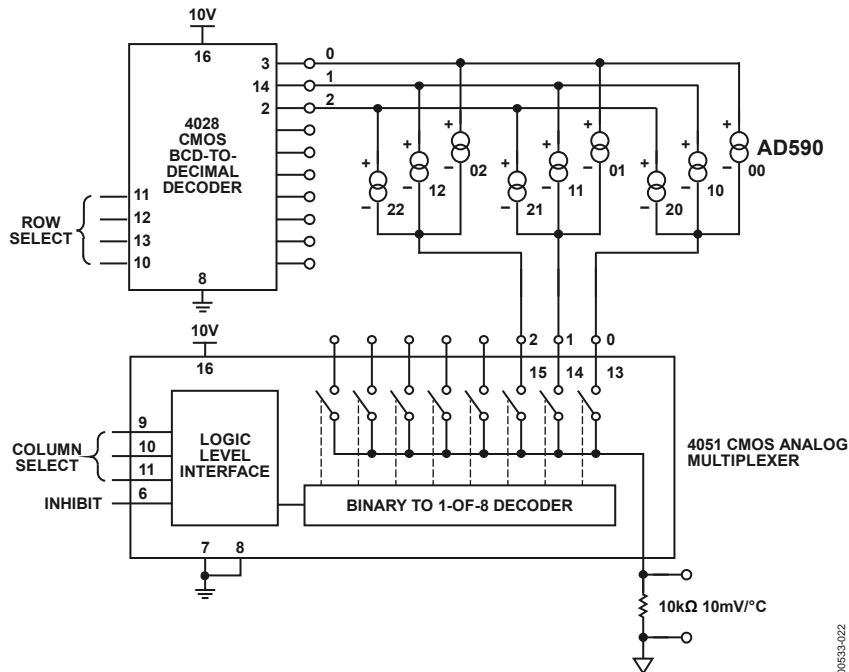 10V
16
4028
CMOS
BCD-TO-
DECIMAL
DECODER
3
14
2
0
1
2
ROW
SELECT
11
12
13
10
8
+
−
22
+
−
12
+
−
02
+
−
21
+
−
11
+
−
01
+
−
20
+
−
10
+
−
00
AD590
10V
16
2
1
0
15
14
13
COLUMN
SELECT
9
10
11
INHIBIT
6
LOGIC
LEVEL
INTERFACE
BINARY TO 1-OF-8 DECODER
4051 CMOS ANALOG
MULTIPLEXER
7
8
10kΩ 10mV/°C
00533-022